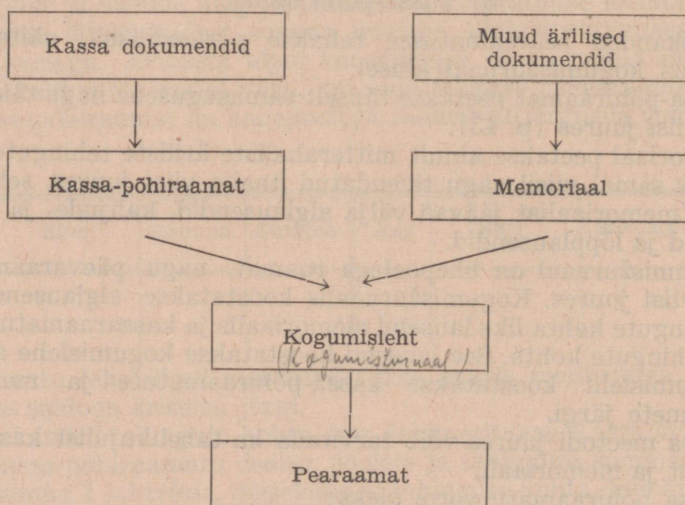 Kassa dokumendid
Muud ärilised
dokumendid
Kassa-põhiraamat
Memoriaal
Kogumisleht
(Kogumisžurnaal)
Pearaamat